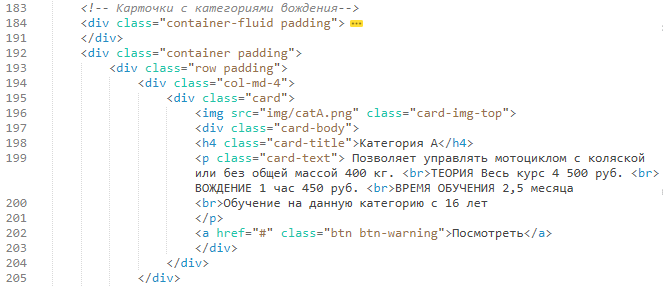 183 <!-- Карточки с категориями вождения-->
184 <div class="container-fluid padding">
191 </div>
192 <div class="container padding">
193 <div class="row padding">
194 <div class="col-md-4">
195 <div class="card">
196 <img src="img/catA.png" class="card-img-top">
197 <div class="card-body">
198 <h4 class="card-title">Категория А</h4>
199 <p class="card-text"> Позволяет управлять мотоциклом с коляской
или без общей массой 400 кг. <br>ТЕОРИЯ Весь курс 4 500 руб. <br>
ВОЖДЕНИЕ 1 час 450 руб. <br>ВРЕМЯ ОБУЧЕНИЯ 2,5 месяца
200 <br>Обучение на данную категорию с 16 лет
201 </p>
202 <a href="#" class="btn btn-warning">Посмотреть</a>
203 </div>
204 </div>
205 </div>